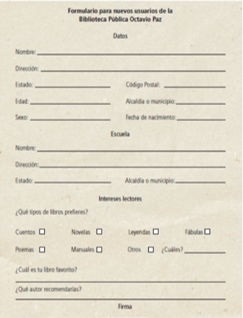 Formulario para nuevos usuarios de la
Biblioteca Pública Octavio Paz
Datos
Nombre:
Dirección:
Estado: Código Postal:
Edad: Alcaldía o municipio:
Sexo: Fecha de nacimiento:
Escuela
Nombre:
Dirección:
Estado: Alcaldía o municipio:
Intereses lectores
¿Qué tipos de libros prefieres?
Cuentos Novelas Leyendas Fábulas
Poemas Manuales Otros ¿Cuáles?
¿Cuál es tu libro favorito?
¿Qué autor recomendarías?
Firma